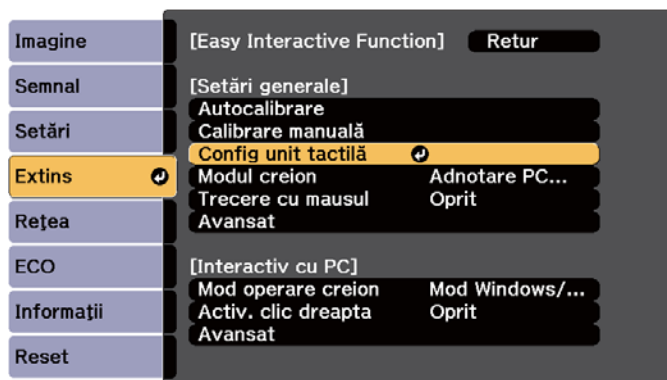 Imagine
Semnal
Setări
Extins
Reţea
ECO
Informaţii
Reset
[Easy Interactive Function] Retur
[Setări generale]
Autocalibrare
Calibrare manuală
Config unit tactilă
Modul creion Adnotare PC...
Trecere cu mausul Oprit
Avansat
[Interactiv cu PC]
Mod operare creion Mod Windows/...
Activ. clic dreapta Oprit
Avansat